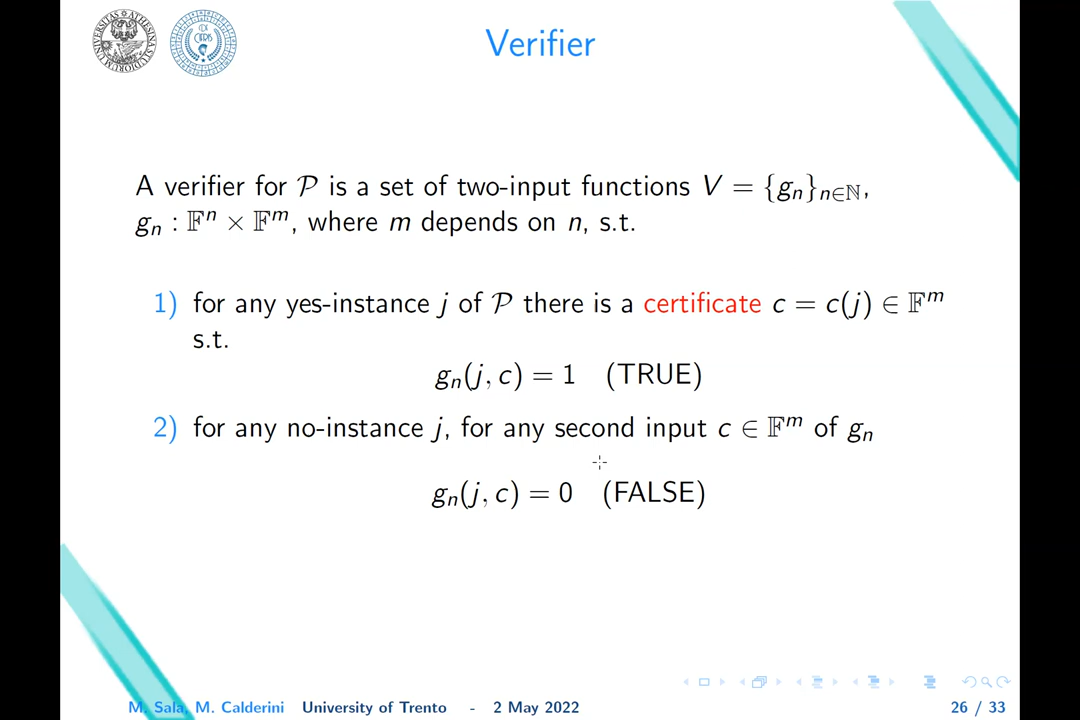 Verifier
A verifier for 𝒫 is a set of two-input functions V = {gₙ}ₙ∈ℕ,
gₙ : 𝔽ⁿ × 𝔽ᵐ, where m depends on n, s.t.
1) for any yes-instance j of 𝒫 there is a certificate c = c(j) ∈ 𝔽ᵐ
s.t.
gₙ(j, c) = 1 (TRUE)
2) for any no-instance j, for any second input c ∈ 𝔽ᵐ of gₙ
gₙ(j, c) = 0 (FALSE)
M. Sala, M. Calderini University of Trento - 2 May 2022
26 / 33